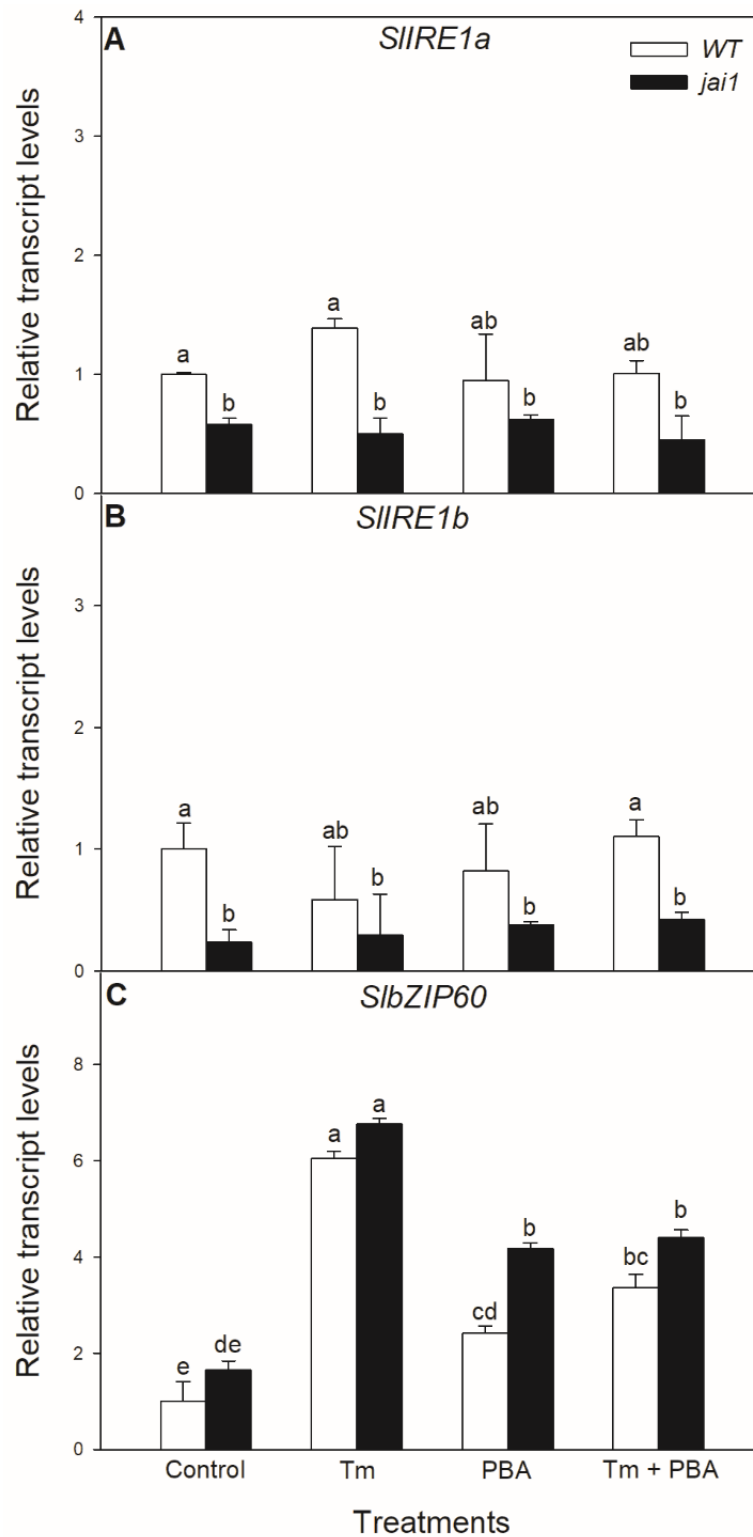 A
SlIRE1a
WT
jai1
Relative transcript levels
4
3
2
1
0
a
b
a
b
ab
b
ab
b
B
SlIRE1b
Relative transcript levels
3
2
1
0
a
b
ab
b
ab
b
a
b
C
SlbZIP60
Relative transcript levels
8
6
4
2
0
e
de
a
a
cd
b
bc
b
Control Tm PBA Tm + PBA
Treatments